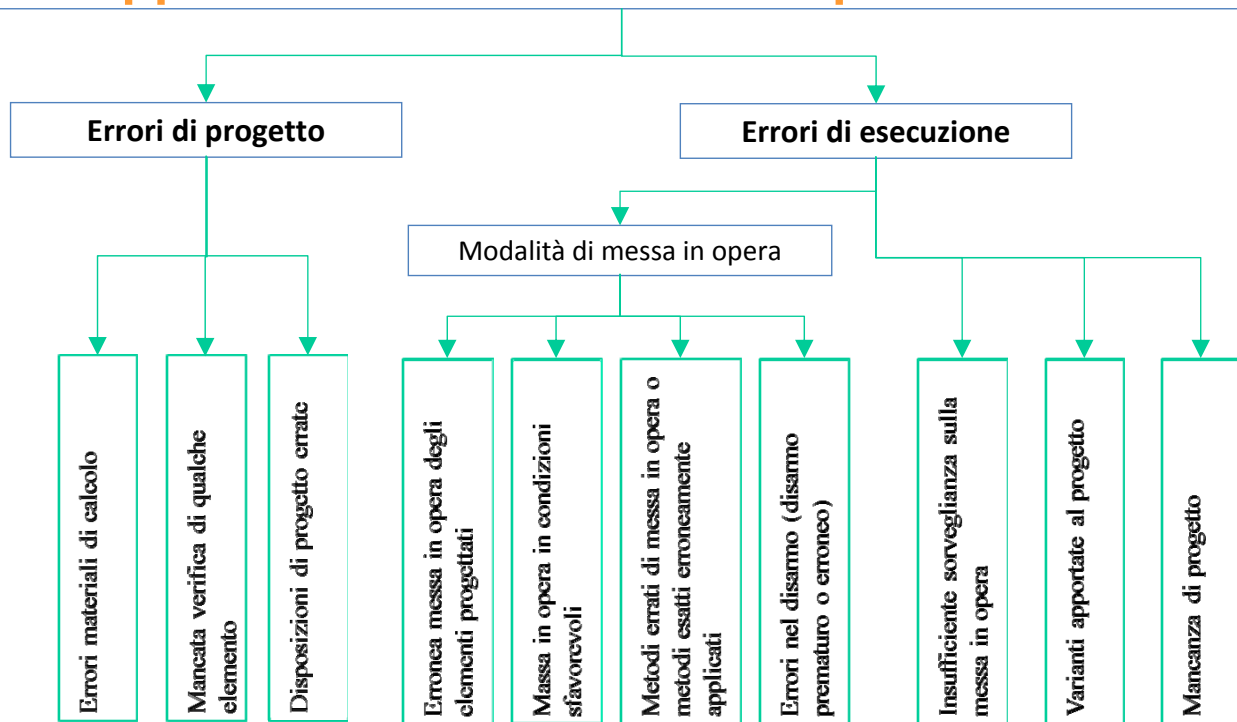 Errori di progetto
Errori di esecuzione
Modalità di messa in opera
Errori materiali di calcolo
Mancata verifica di qualche
elemento
Disposizioni di progetto errate
Erronea messa in opera degli
elementi progettati
Massa in opera in condizioni
sfavorevoli
Metodi errati di messa in opera o
metodi esatti erroneamente
applicati
Errori nel disarmo (disarmo
prematuro o erroneo)
Insufficiente sorveglianza sulla
messa in opera
Varianti apportate al progetto
Mancanza di progetto